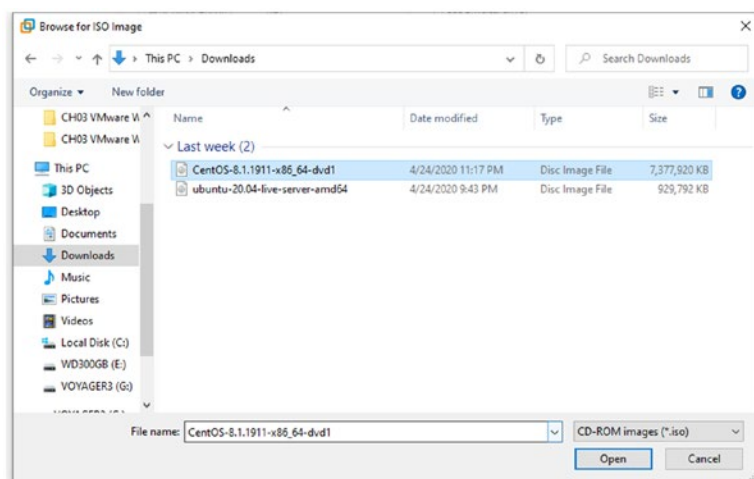 Browse for ISO Image
This PC > Downloads
Search Downloads
Organize
New folder
Name
Date modified
Type
Size
CH03 VMware W
CH03 VMware W
This PC
3D Objects
Desktop
Documents
Downloads
Music
Pictures
Videos
Local Disk (C:)
WD300GB (E:)
VOYAGER3 (G:)
Last week (2)
CentOS-8.1.1911-x86_64-dvd1 4/24/2020 11:17 PM Disc Image File 7,377,920 KB
ubuntu-20.04-live-server-amd64 4/24/2020 9:43 PM Disc Image File 929,792 KB
File name: CentOS-8.1.1911-x86_64-dvd1
CD-ROM images (*.iso)
Open
Cancel